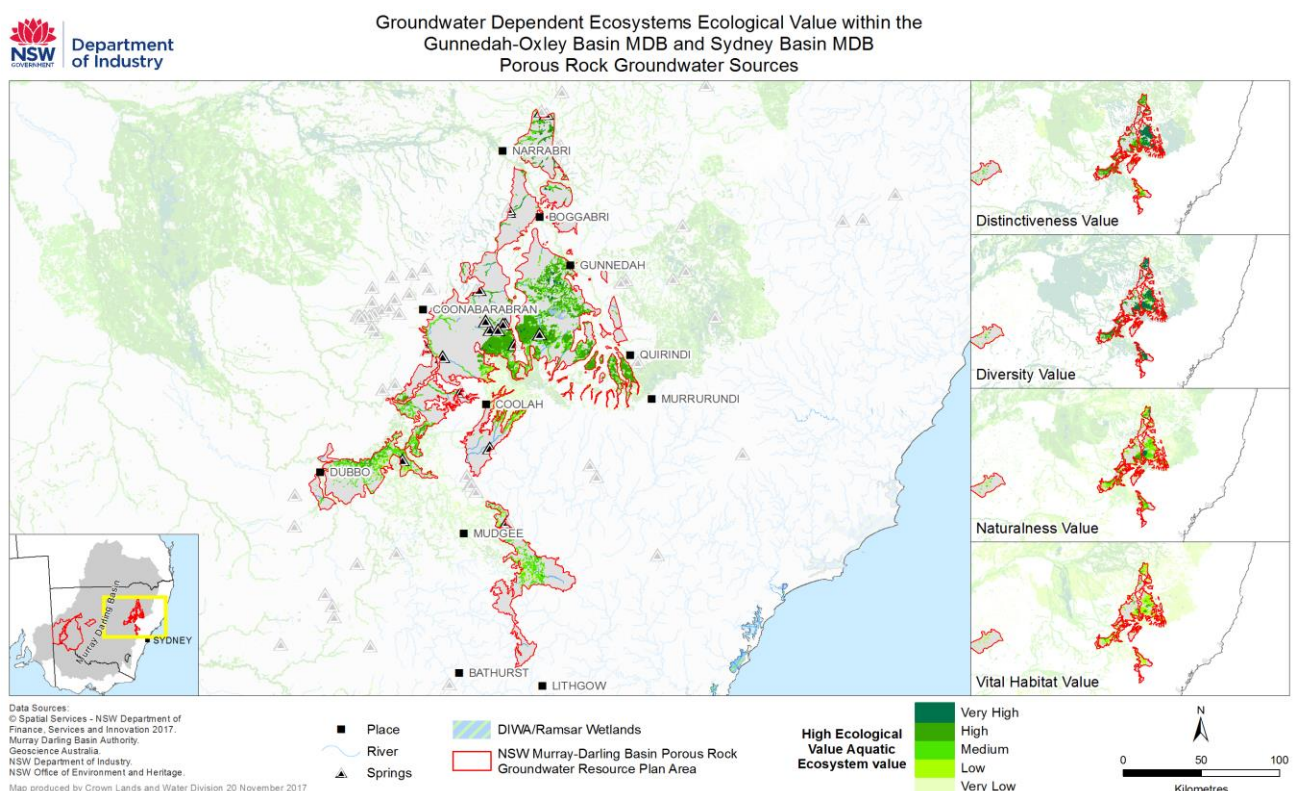 Groundwater Dependent Ecosystems Ecological Value within the
Gunnedah-Oxley Basin MDB and Sydney Basin MDB
Porous Rock Groundwater Sources
NSW
GOVERNMENT
Department
of Industry
NARRABRI
BOGGABRI
GUNNEDAH
COONABARABRAN
QUIRINDI
MURRURUNDI
COOLAH
DUBBO
MUDGEE
BATHURST
LITHGOW
Murray Darling Basin
SYDNEY
Distinctiveness Value
Diversity Value
Naturalness Value
Vital Habitat Value
Data Sources:
© Spatial Services - NSW Department of
Finance, Services and Innovation 2017.
Murray Darling Basin Authority.
Geoscience Australia.
NSW Department of Industry.
NSW Office of Environment and Heritage.
Map produced by Crown Lands and Water Division 20 November 2017
Place
River
Springs
DIWA/Ramsar Wetlands
NSW Murray-Darling Basin Porous Rock
Groundwater Resource Plan Area
High Ecological
Value Aquatic
Ecosystem value
Very High
High
Medium
Low
Very Low
N
0 50 100
Kilometres